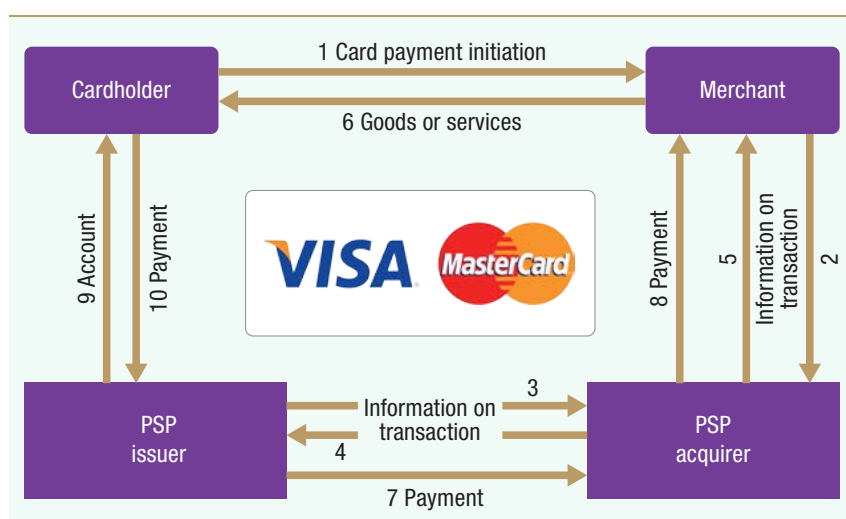 1 Card payment initiation
Cardholder
Merchant
6 Goods or services
9 Account
10 Payment
VISA
MasterCard
8 Payment
5
Information on
transaction
2
PSP
issuer
3
Information on
transaction
4
7 Payment
PSP
acquirer